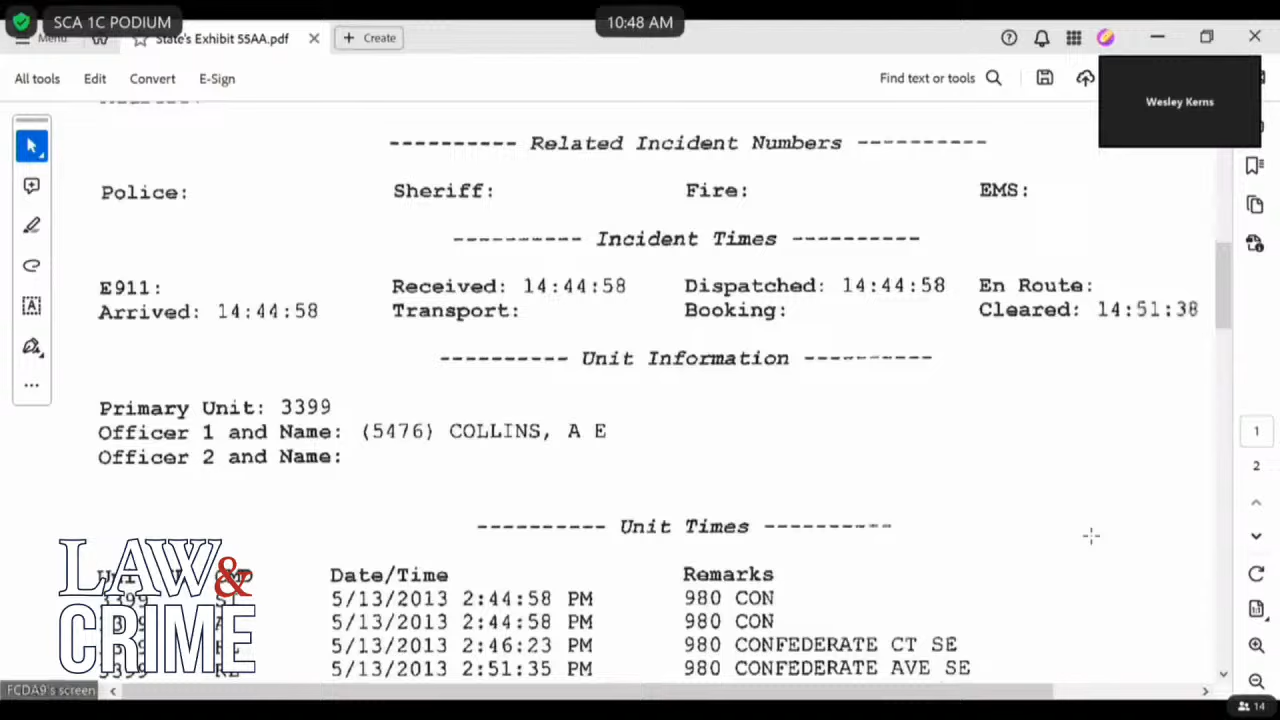 SCA 1C PODIUM
10:48 AM
Menu
State's Exhibit 55AA.pdf
Create
All tools
Edit
Convert
E-Sign
Find text or tools
Wesley Kerns
---------- Related Incident Numbers ----------
Police: Sheriff: Fire: EMS:
---------- Incident Times ----------
E911: Received: 14:44:58 Dispatched: 14:44:58 En Route:
Arrived: 14:44:58 Transport: Booking: Cleared: 14:51:38
---------- Unit Information ----------
Primary Unit: 3399
Officer 1 and Name: (5476) COLLINS, A E
Officer 2 and Name:
---------- Unit Times ----------
Date/Time Remarks
3399 5/13/2013 2:44:58 PM 980 CON
5/13/2013 2:44:58 PM 980 CON
5/13/2013 2:46:23 PM 980 CONFEDERATE CT SE
5/13/2013 2:51:35 PM 980 CONFEDERATE AVE SE
LAW&
CRIME
FCDA9's screen
1
2
14